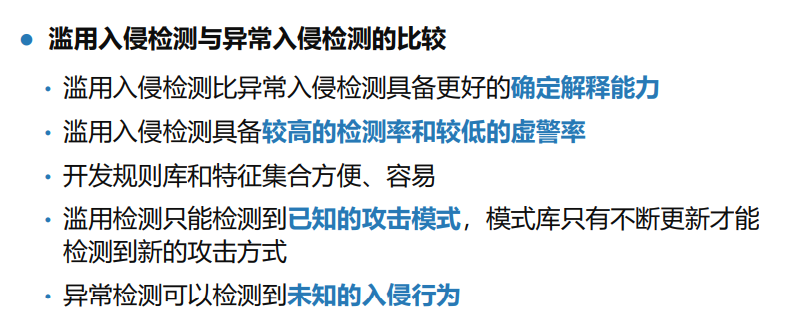 滥用入侵检测与异常入侵检测的比较
滥用入侵检测比异常入侵检测具备更好的确定解释能力
滥用入侵检测具备较高的检测率和较低的虚警率
开发规则库和特征集合方便、容易
滥用检测只能检测到已知的攻击模式，模式库只有不断更新才能
检测到新的攻击方式
异常检测可以检测到未知的入侵行为